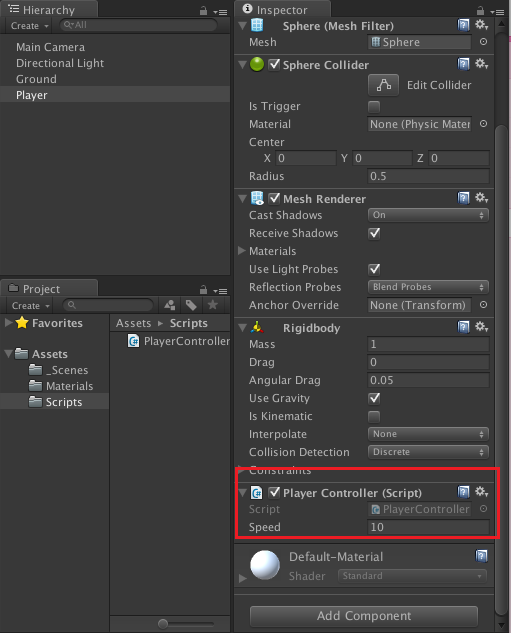 Hierarchy
Create
All
Main Camera
Directional Light
Ground
Player
Project
Create
Favorites
Assets
_Scenes
Materials
Scripts
Assets
Scripts
PlayerController
Inspector
Sphere (Mesh Filter)
Mesh Sphere
Sphere Collider
Edit Collider
Is Trigger
Material None (Physic Mater
Center
X 0 Y 0 Z 0
Radius 0.5
Mesh Renderer
Cast Shadows On
Receive Shadows
Materials
Use Light Probes
Reflection Probes Blend Probes
Anchor Override None (Transform)
Rigidbody
Mass 1
Drag 0
Angular Drag 0.05
Use Gravity
Is Kinematic
Interpolate None
Collision Detection Discrete
Constraints
Player Controller (Script)
Script PlayerController
Speed 10
Default-Material
Shader Standard
Add Component